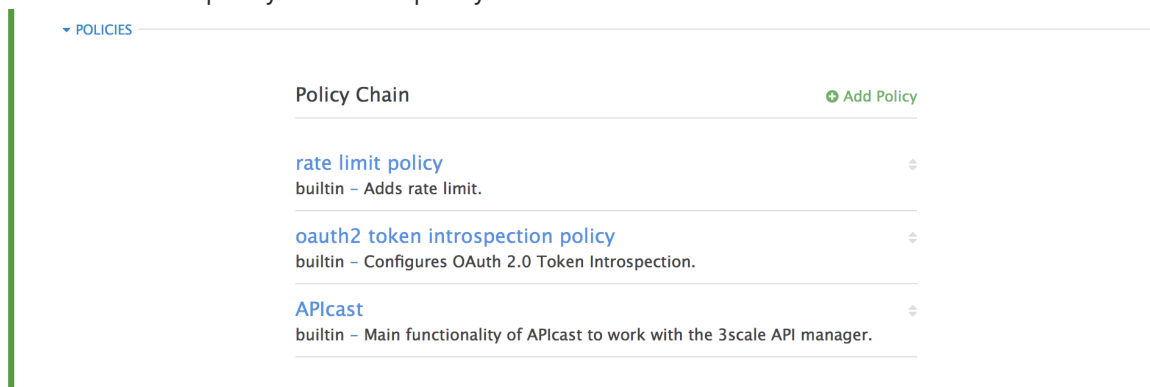 POLICIES
Policy Chain
Add Policy
rate limit policy
builtin – Adds rate limit.
oauth2 token introspection policy
builtin – Configures OAuth 2.0 Token Introspection.
APIcast
builtin – Main functionality of APIcast to work with the 3scale API manager.